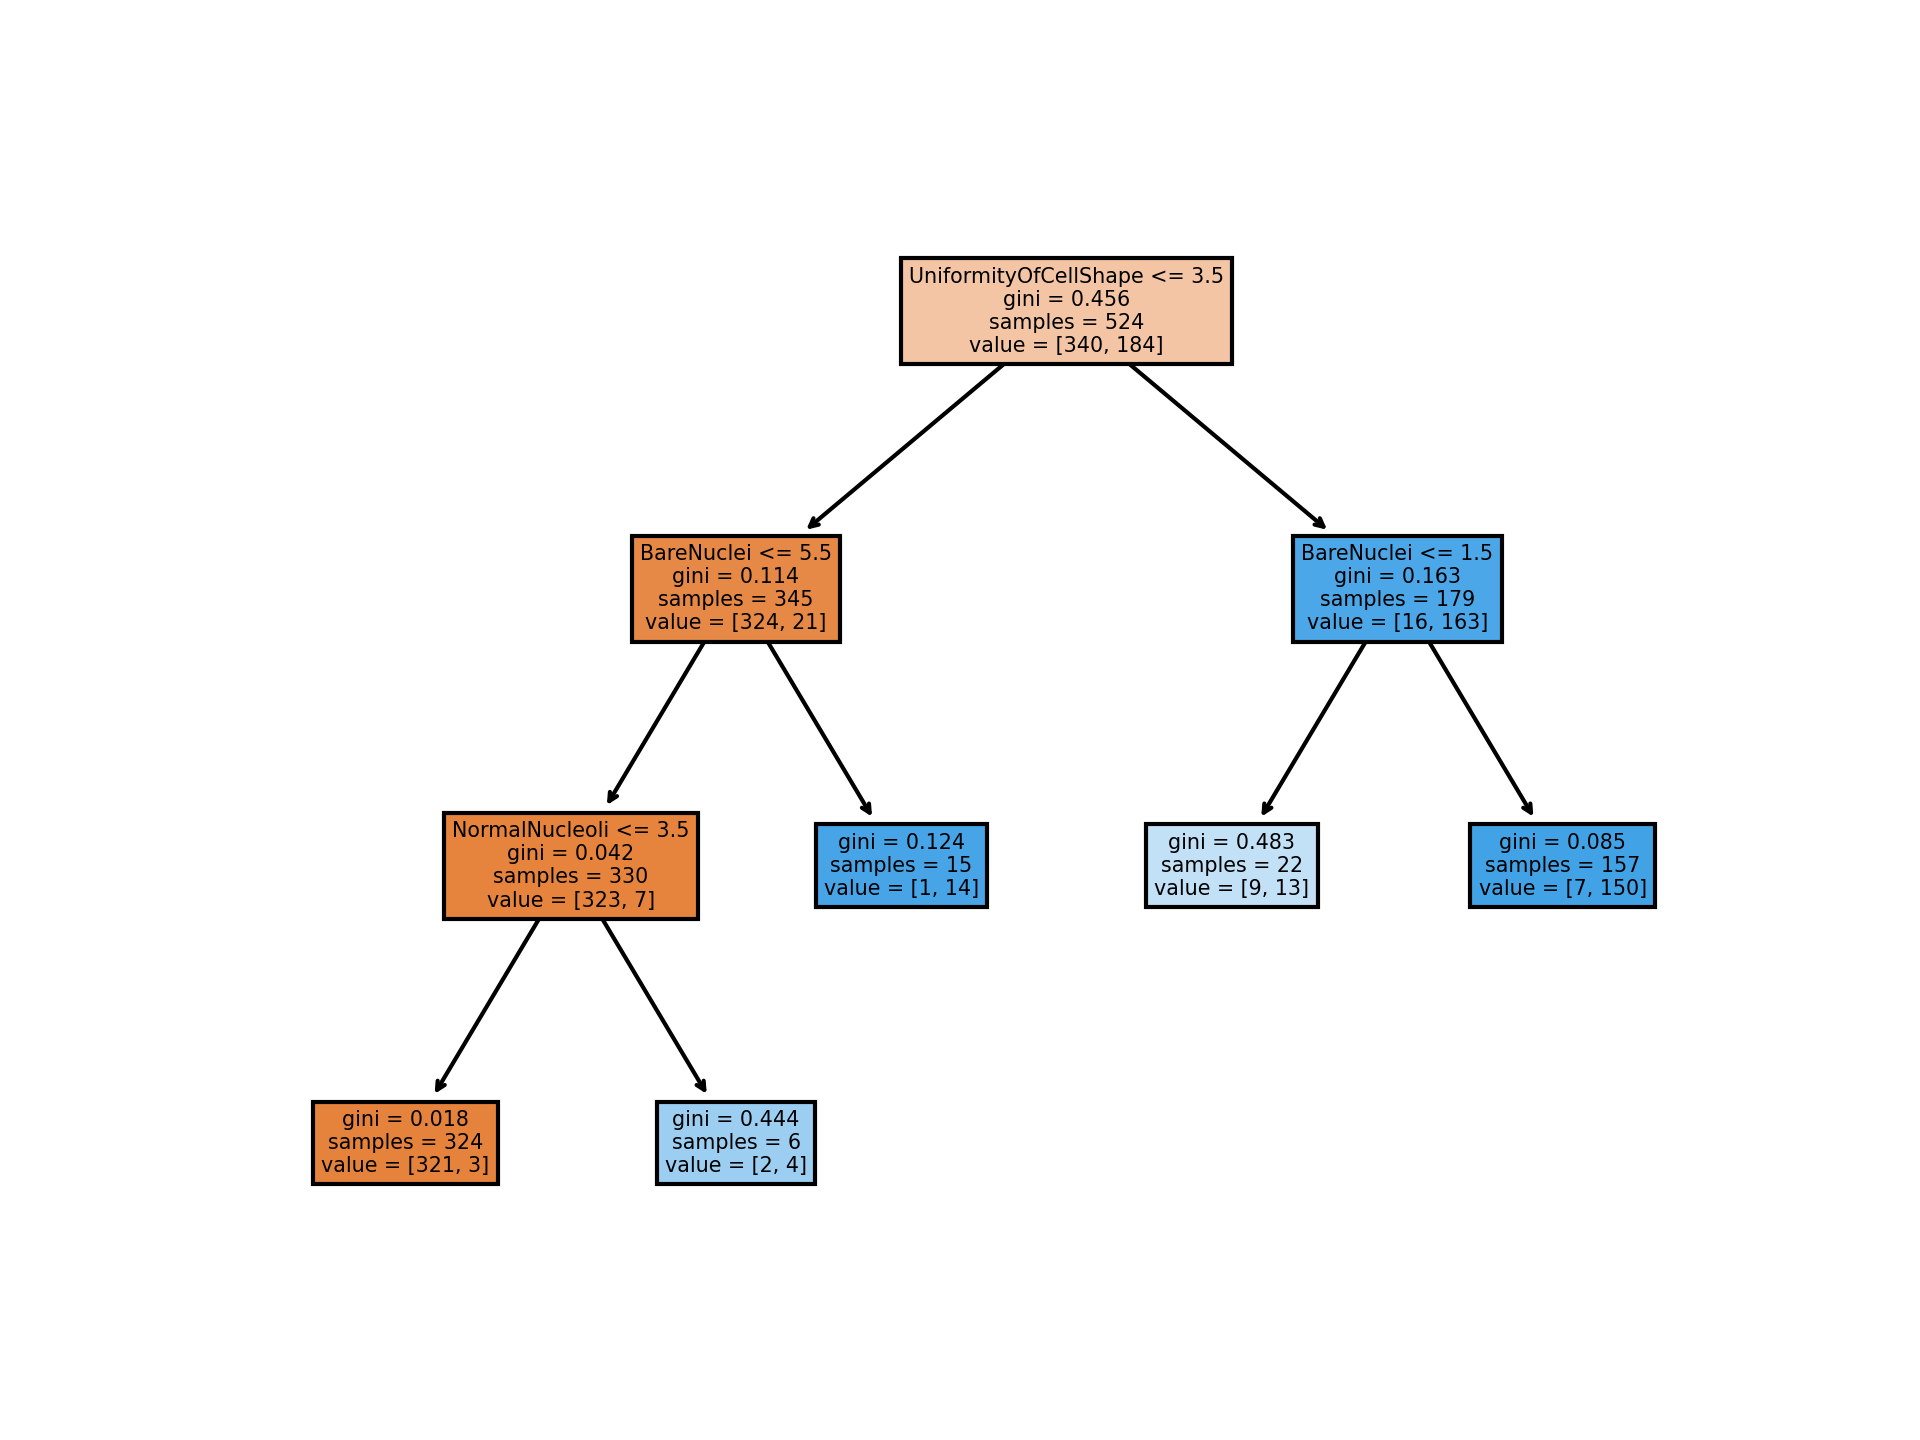 UniformityOfCellShape <= 3.5
gini = 0.456
samples = 524
value = [340, 184]
BareNuclei <= 5.5
gini = 0.114
samples = 345
value = [324, 21]
BareNuclei <= 1.5
gini = 0.163
samples = 179
value = [16, 163]
NormalNucleoli <= 3.5
gini = 0.042
samples = 330
value = [323, 7]
gini = 0.124
samples = 15
value = [1, 14]
gini = 0.483
samples = 22
value = [9, 13]
gini = 0.085
samples = 157
value = [7, 150]
gini = 0.018
samples = 324
value = [321, 3]
gini = 0.444
samples = 6
value = [2, 4]